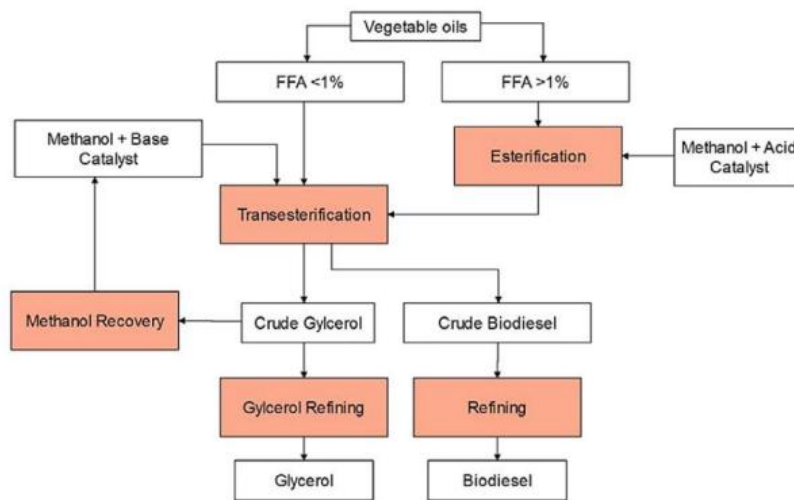 Vegetable oils
FFA <1%
FFA >1%
Methanol + Base
Catalyst
Esterification
Methanol + Acid
Catalyst
Transesterification
Methanol Recovery
Crude Gylcerol
Crude Biodiesel
Gylcerol Refining
Refining
Glycerol
Biodiesel